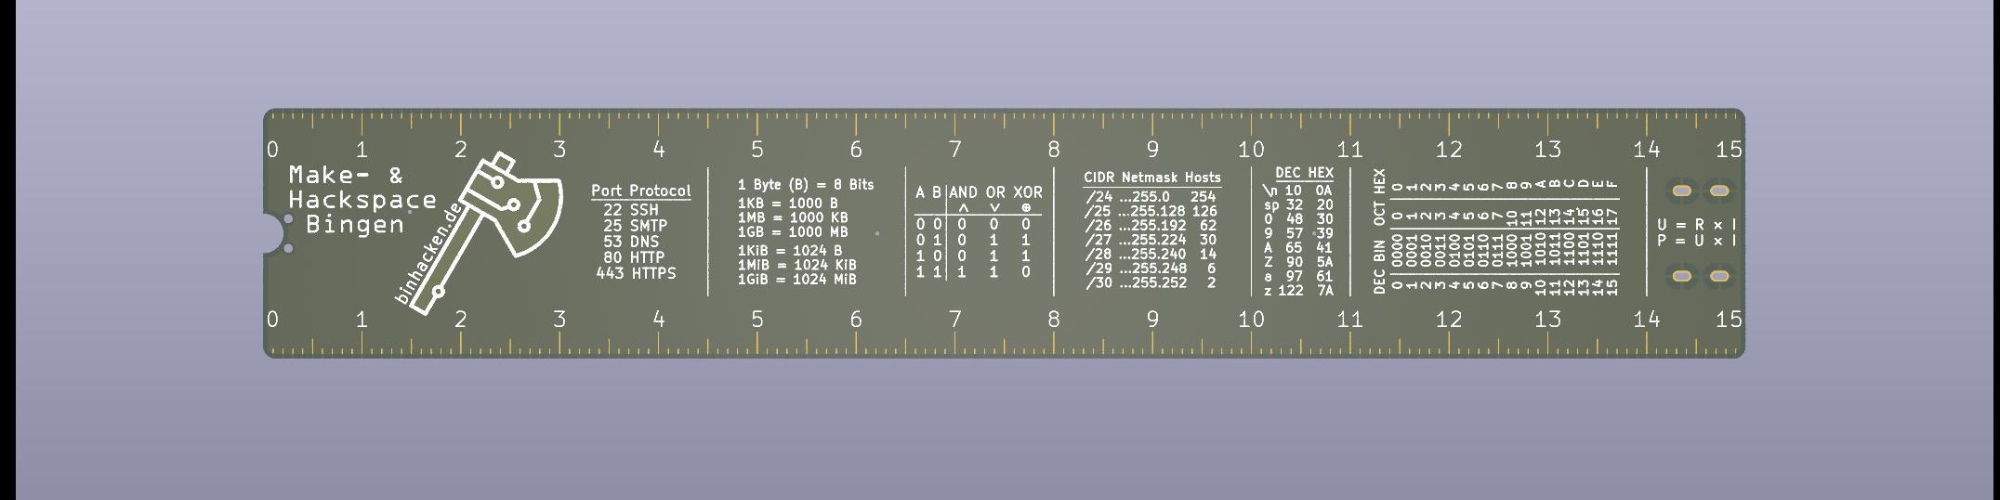 0 1 2 3 4 5 6 7 8 9 10 11 12 13 14 15
Make- &
Hackspace
Bingen
binhacken.de
Port Protocol
22 SSH
25 SMTP
53 DNS
80 HTTP
443 HTTPS
1 Byte (B) = 8 Bits
1KB = 1000 B
1MB = 1000 KB
1GB = 1000 MB
1KiB = 1024 B
1MiB = 1024 KiB
1GiB = 1024 MiB
A B AND OR XOR
∧ ∨ ⊕
0 0 0 0 0
0 1 0 1 1
1 0 0 1 1
1 1 1 1 0
CIDR Netmask Hosts
/24 ...255.0 254
/25 ...255.128 126
/26 ...255.192 62
/27 ...255.224 30
/28 ...255.240 14
/29 ...255.248 6
/30 ...255.252 2
DEC HEX
\n 10 0A
sp 32 20
0 48 30
9 57 39
A 65 41
Z 90 5A
a 97 61
z 122 7A
DEC BIN OCT HEX
0 0000 0 0
1 0001 1 1
2 0010 2 2
3 0011 3 3
4 0100 4 4
5 0101 5 5
6 0110 6 6
7 0111 7 7
8 1000 10 8
9 1001 11 9
10 1010 12 A
11 1011 13 B
12 1100 14 C
13 1101 15 D
14 1110 16 E
15 1111 17 F
U = R × I
P = U × I
0 1 2 3 4 5 6 7 8 9 10 11 12 13 14 15